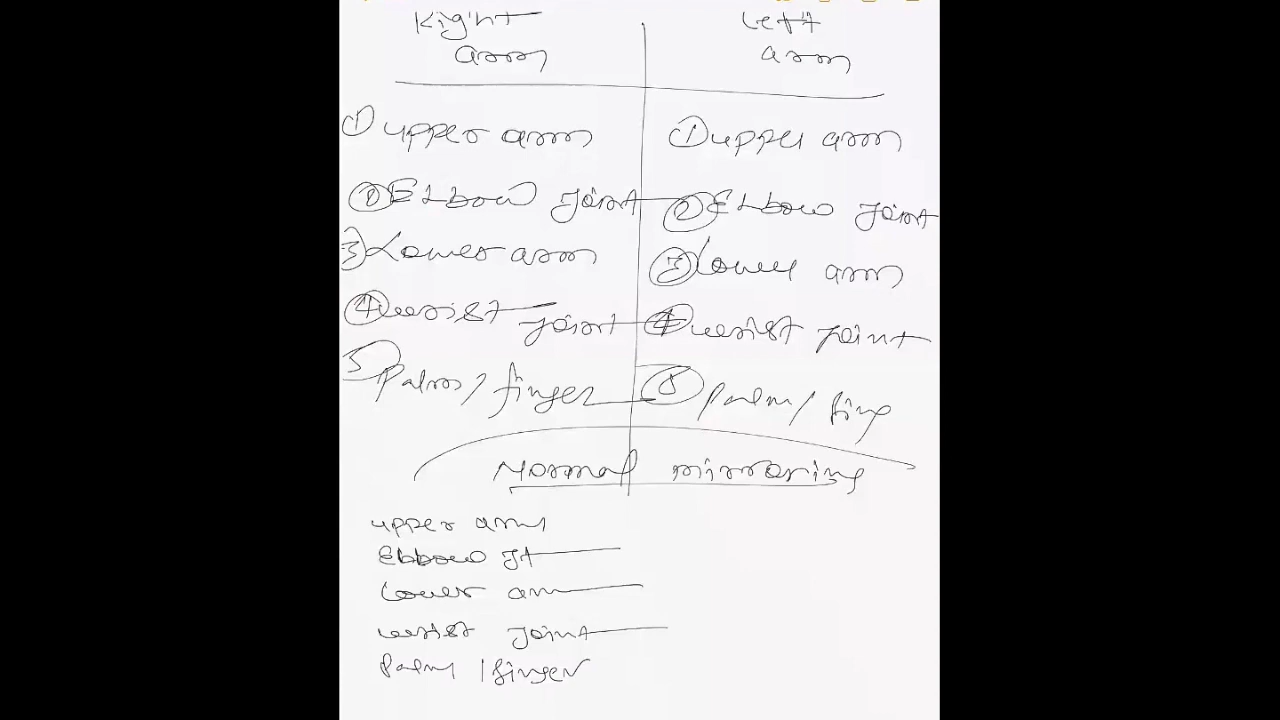 Right Left
arm arm
① upper arm ① upper arm
② Elbow Joint ② Elbow Joint
③ Lower arm ③ Lower arm
④ wrist Joint ④ wrist joint
⑤ palm / finger ⑤ palm / fing
Normal mirroring
upper arm
Elbow Jt
Lower arm
wrist Joint
Palm / finger